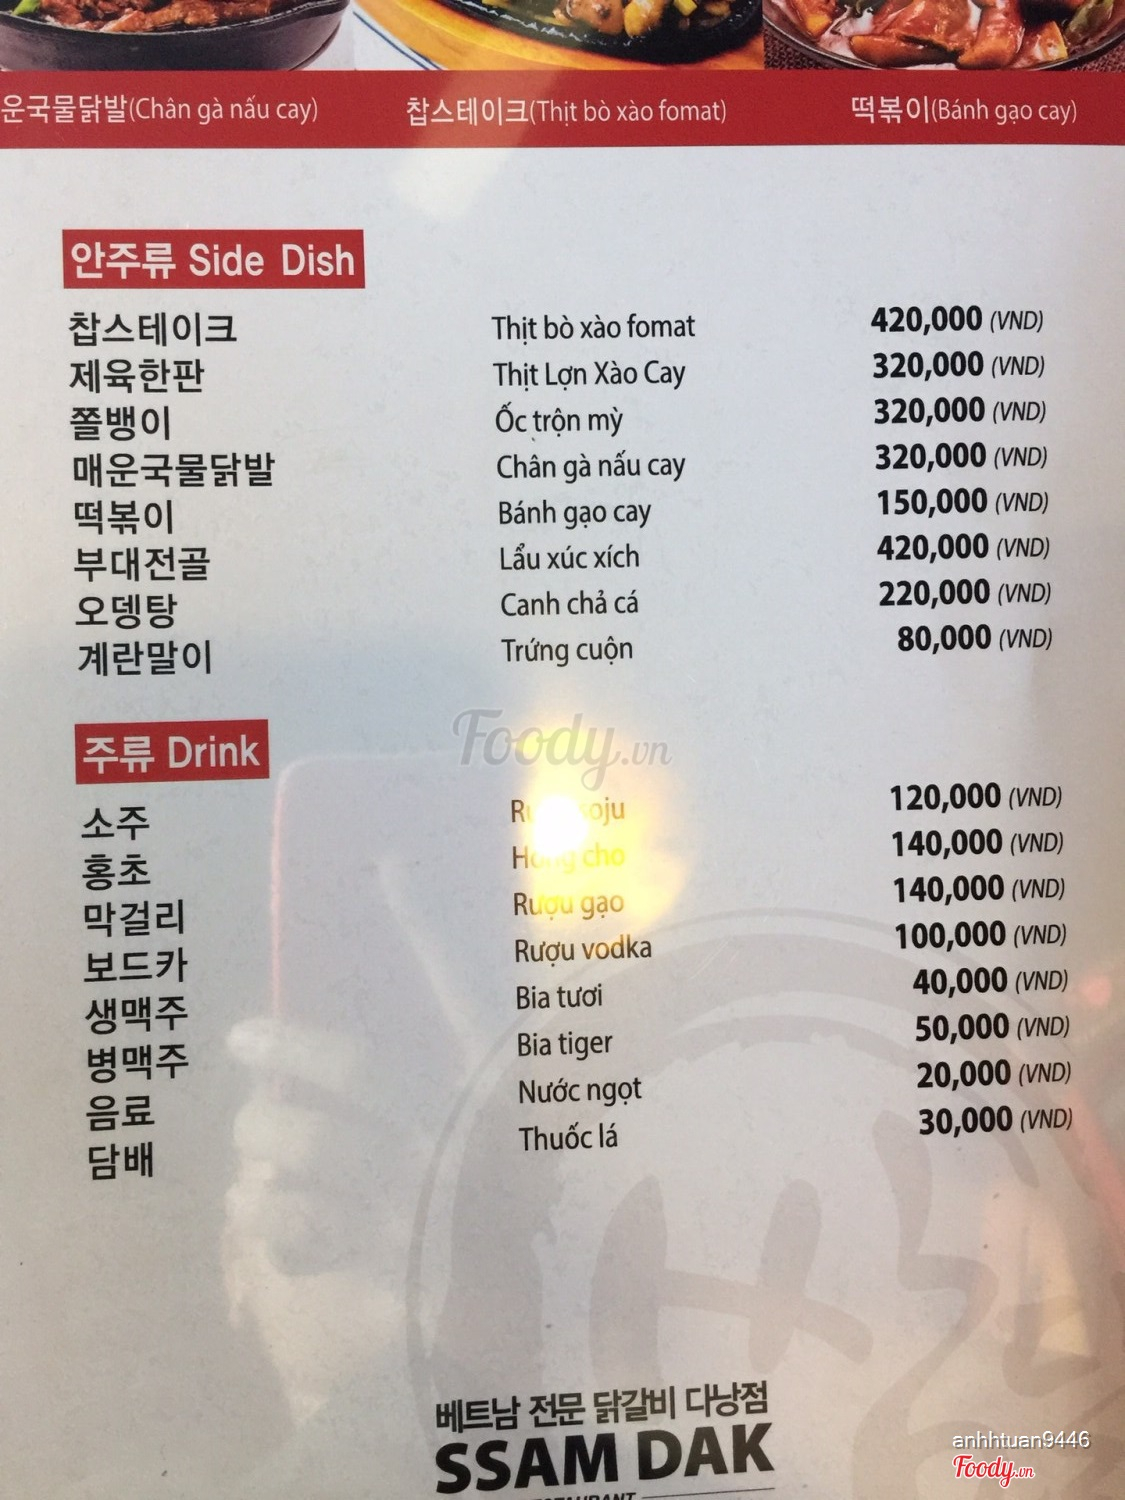 운국물닭발(Chân gà nấu cay) 찹스테이크(Thịt bò xào fomat) 떡볶이(Bánh gạo cay)
안주류 Side Dish
찹스테이크 Thịt bò xào fomat 420,000 (VND)
제육한판 Thịt Lợn Xào Cay 320,000 (VND)
쫄뱅이 Ốc trộn mỳ 320,000 (VND)
매운국물닭발 Chân gà nấu cay 320,000 (VND)
떡볶이 Bánh gạo cay 150,000 (VND)
부대전골 Lẩu xúc xích 420,000 (VND)
오뎅탕 Canh chả cá 220,000 (VND)
계란말이 Trứng cuộn 80,000 (VND)
Foody.vn
주류 Drink
소주 120,000 (VND)
홍초 cho 140,000 (VND)
막걸리 Rượu gạo 140,000 (VND)
보드카 Rượu vodka 100,000 (VND)
생맥주 Bia tươi 40,000 (VND)
병맥주 Bia tiger 50,000 (VND)
음료 Nước ngọt 20,000 (VND)
담배 Thuốc lá 30,000 (VND)
베트남 전문 닭갈비 다낭점
SSAM DAK
anhhtuan9446
Foody.vn